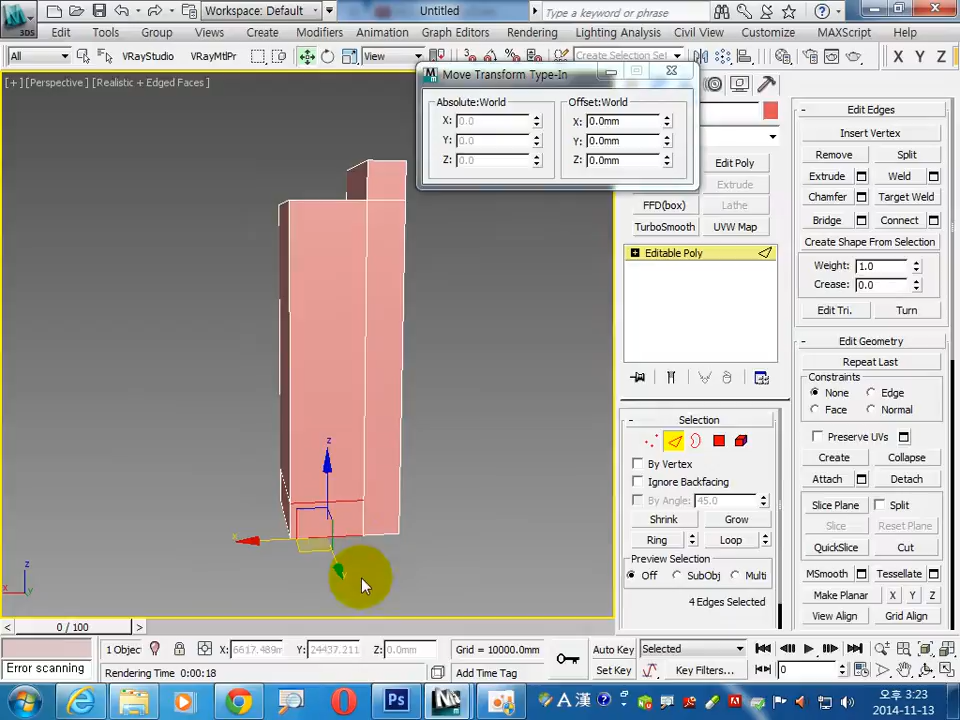 3DS Workspace: Default Untitled Type a keyword or phrase
Edit Tools Group Views Create Modifiers Animation Graph Editors Rendering Lighting Analysis Civil View Customize MAXScript Help
All VRayStudio VRayMtlPr View Create Selection Se X Y Z
[+] [Perspective] [Realistic + Edged Faces]
Move Transform Type-In
Absolute:World Offset:World
X: 0.0 X: 0.0mm
Y: 0.0 Y: 0.0mm
Z: 0.0 Z: 0.0mm
Edit Poly
Extrude
FFD(box) Lathe
TurboSmooth UVW Map
Editable Poly
Selection
By Vertex
Ignore Backfacing
By Angle: 45.0
Shrink Grow
Ring Loop
Preview Selection
Off SubObj Multi
4 Edges Selected
Edit Edges
Insert Vertex
Remove Split
Extrude Weld
Chamfer Target Weld
Bridge Connect
Create Shape From Selection
Weight: 1.0
Crease: 0.0
Edit Tri. Turn
Edit Geometry
Repeat Last
Constraints
None Edge
Face Normal
Preserve UVs
Create Collapse
Attach Detach
Slice Plane Split
Slice Reset Plane
QuickSlice Cut
MSmooth Tessellate
Make Planar X Y Z
View Align Grid Align
z
x
z
x y
0 / 100
1 Object X: 6617.489m Y: 24437.211 Z: 0.0mm Grid = 10000.0mm Auto Key Selected
Error scanning Rendering Time 0:00:18 Add Time Tag Set Key Key Filters... 0
Ps A 漢 오후 3:23
2014-11-13